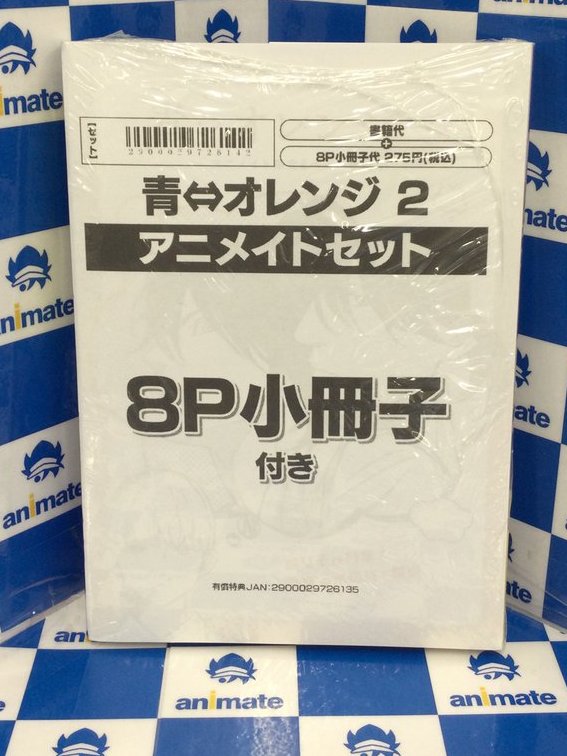 animate
animate
【セット】
2900029726142
書籍代
+
8P小冊子代 275円(税込)
青⇔オレンジ 2
アニメイトセット
animate
8P小冊子
付き
animate
animate
有償特典JAN：2900029726135
animate
animate